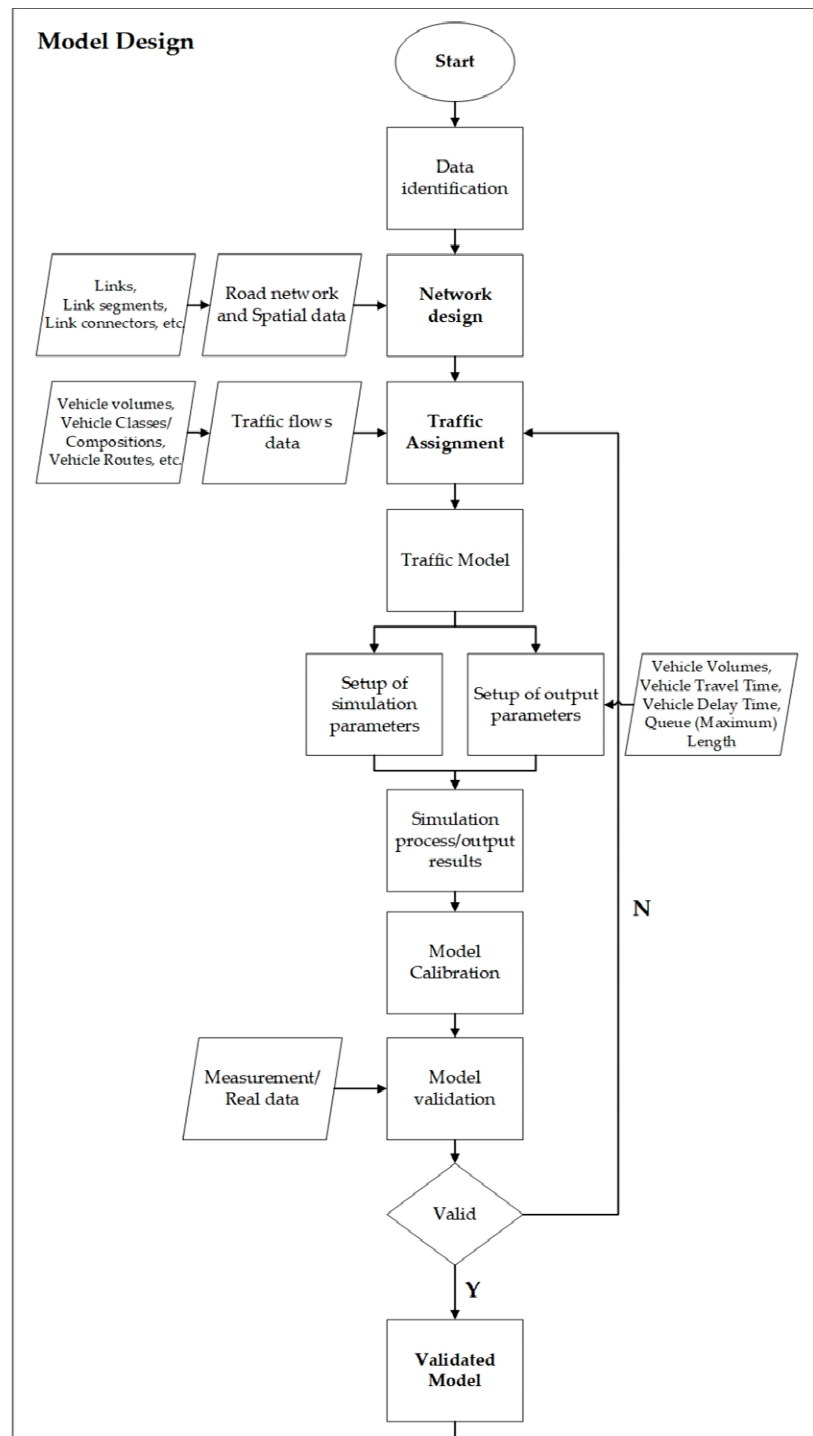 Model Design
Start
Data
identification
Links,
Link segments,
Link connectors, etc.
Road network
and Spatial data
Network
design
Vehicle volumes,
Vehicle Classes/
Compositions,
Vehicle Routes, etc.
Traffic flows
data
Traffic
Assignment
Traffic Model
Setup of
simulation
parameters
Setup of output
parameters
Vehicle Volumes,
Vehicle Travel Time,
Vehicle Delay Time,
Queue (Maximum)
Length
Simulation
process/output
results
N
Model
Calibration
Measurement/
Real data
Model
validation
Valid
Y
Validated
Model